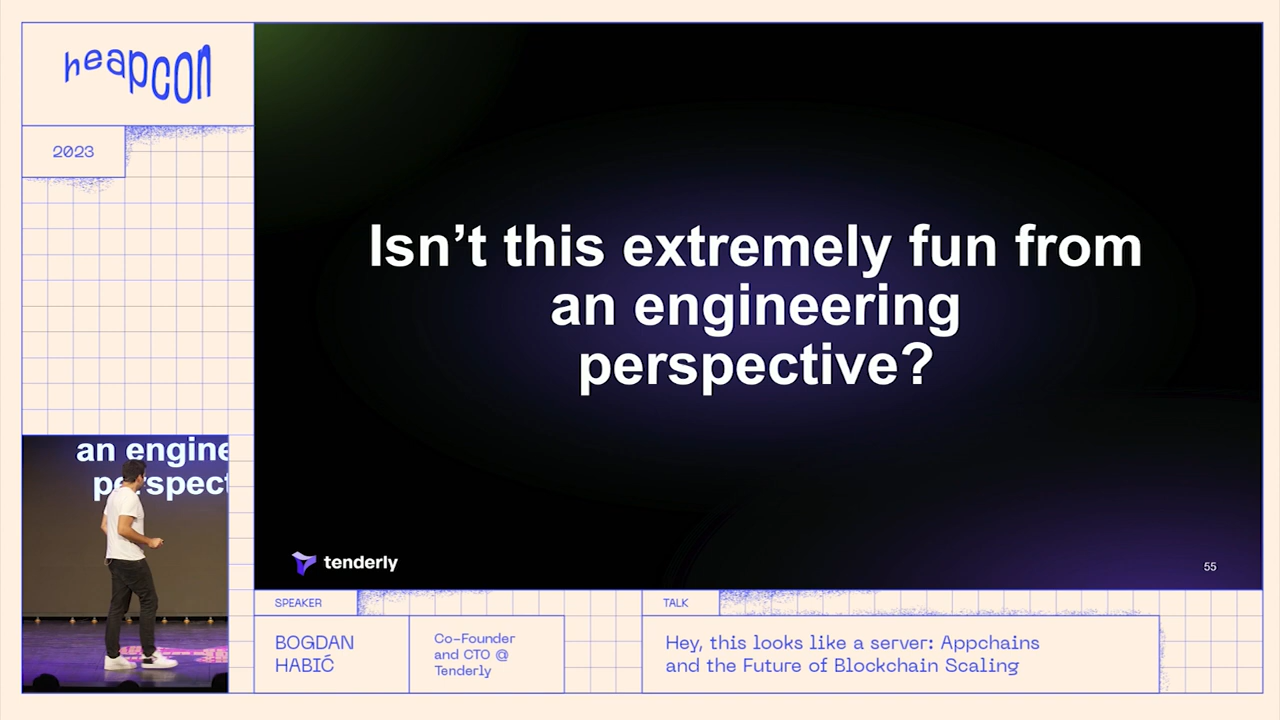 heapcon
2023
Isn’t this extremely fun from
an engineering
perspective?
tenderly
55
an engine
perspect
SPEAKER
BOGDAN
HABIĆ
Co-Founder
and CTO @
Tenderly
TALK
Hey, this looks like a server: Appchains
and the Future of Blockchain Scaling